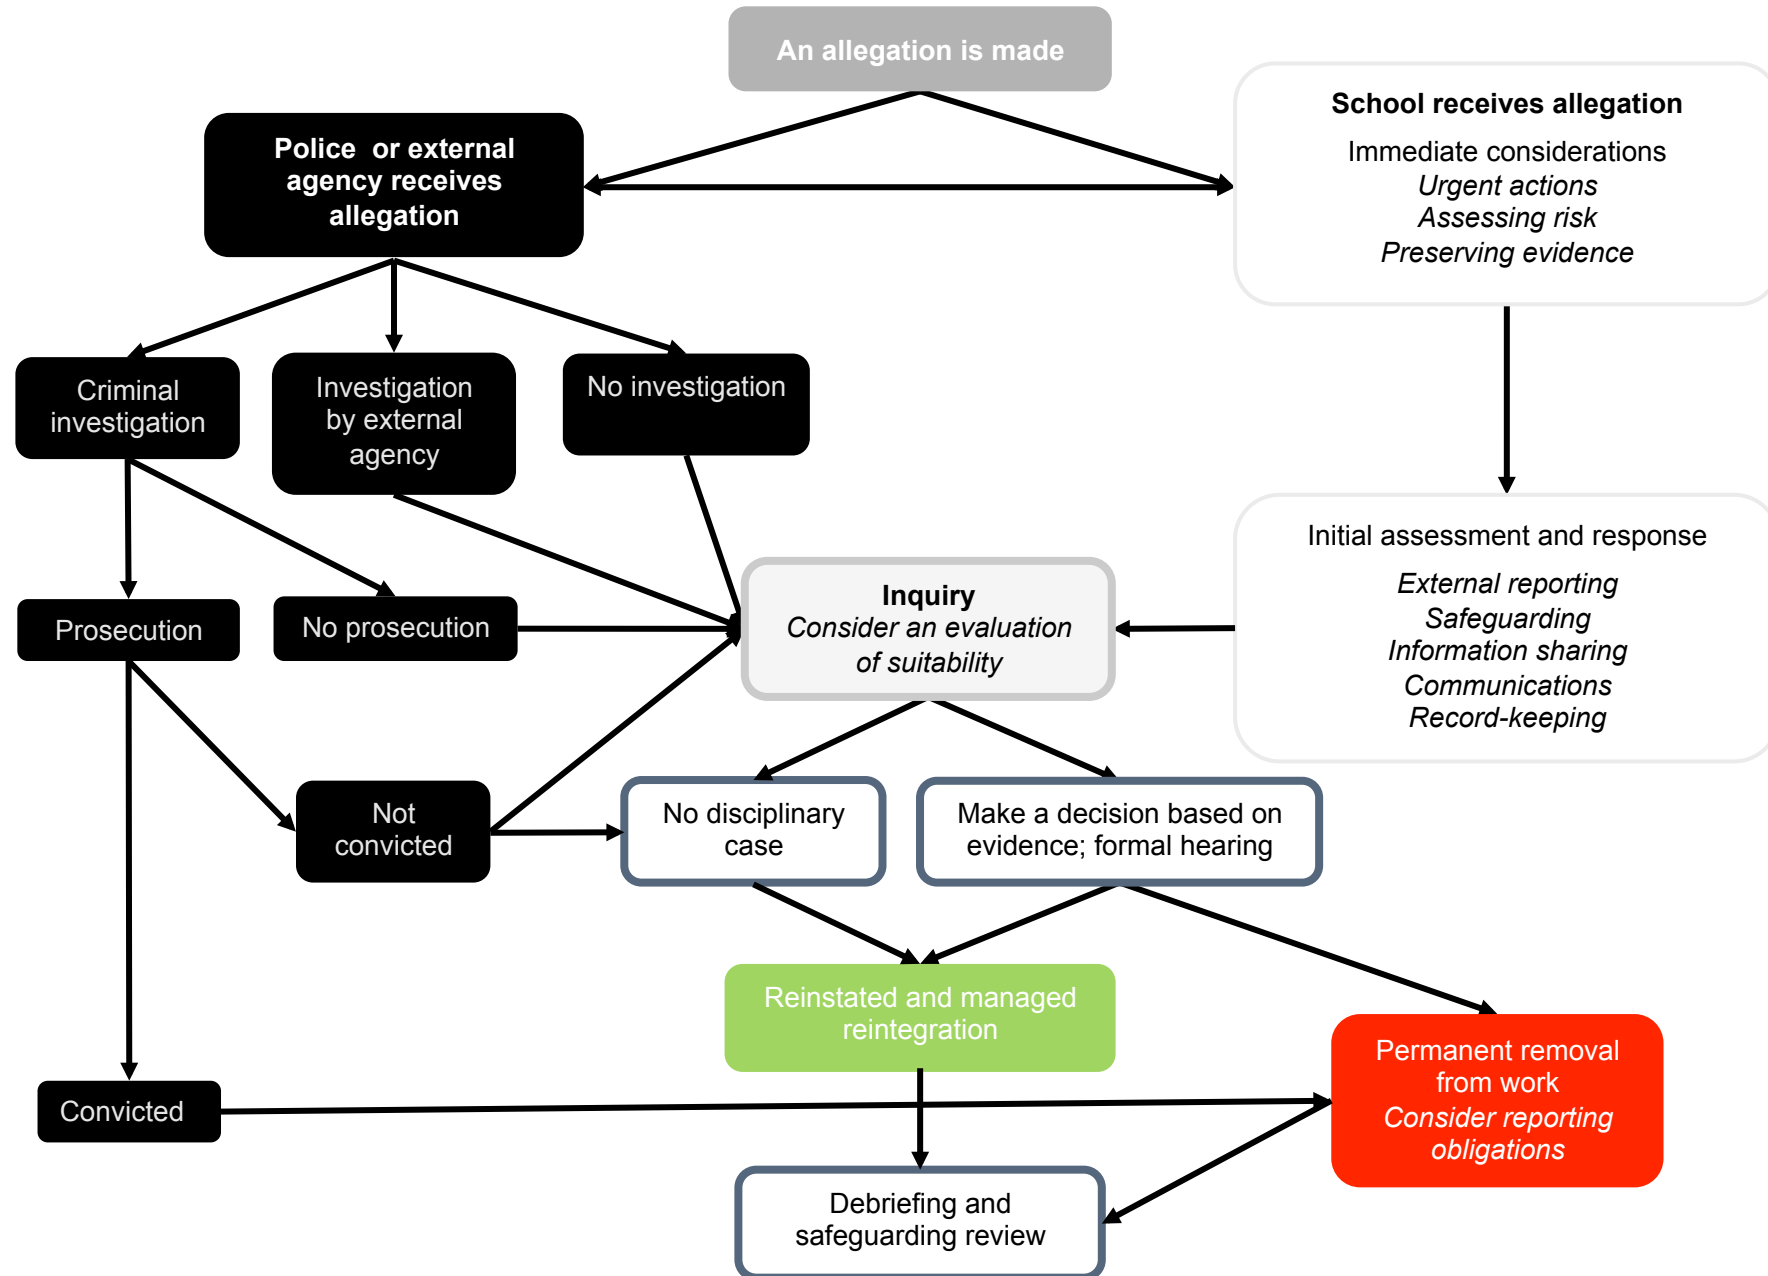 An allegation is made
School receives allegation
Immediate considerations
Urgent actions
Assessing risk
Preserving evidence
Police or external
agency receives
allegation
Criminal
investigation
Investigation
by external
agency
No investigation
Initial assessment and response
External reporting
Safeguarding
Information sharing
Communications
Record-keeping
Inquiry
Consider an evaluation
of suitability
Prosecution
No prosecution
Not
convicted
No disciplinary
case
Make a decision based on
evidence; formal hearing
Reinstated and managed
reintegration
Permanent removal
from work
Consider reporting
obligations
Convicted
Debriefing and
safeguarding review